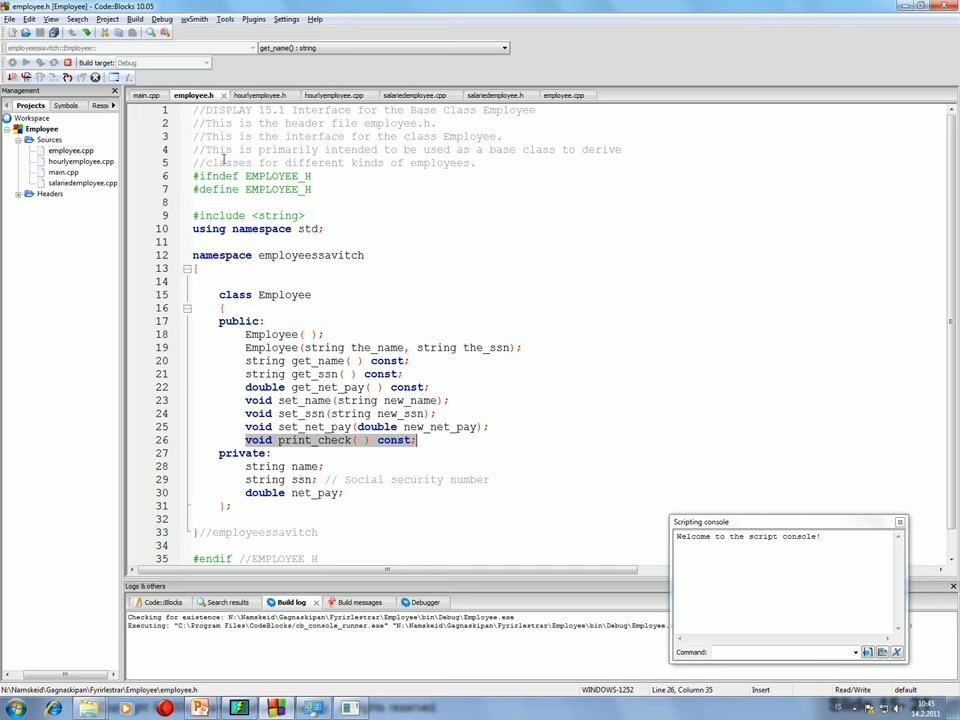 employee.h [Employee] - Code::Blocks 10.05
File Edit View Search Project Build Debug wxSmith Tools Plugins Settings Help
employeessavitch::Employee:: get_name() : string
Build target: Debug
Management
Projects Symbols Resou
main.cpp employee.h hourlyemployee.h hourlyemployee.cpp salariedemployee.cpp salariedemployee.h employee.cpp
Workspace
Employee
Sources
employee.cpp
hourlyemployee.cpp
main.cpp
salariedemployee.cpp
Headers
1 //DISPLAY 15.1 Interface for the Base Class Employee
2 //This is the header file employee.h.
3 //This is the interface for the class Employee.
4 //This is primarily intended to be used as a base class to derive
5 //classes for different kinds of employees.
6 #ifndef EMPLOYEE_H
7 #define EMPLOYEE_H
8
9 #include <string>
10 using namespace std;
11
12 namespace employeessavitch
13 {
14
15 class Employee
16 {
17 public:
18 Employee( );
19 Employee(string the_name, string the_ssn);
20 string get_name( ) const;
21 string get_ssn( ) const;
22 double get_net_pay( ) const;
23 void set_name(string new_name);
24 void set_ssn(string new_ssn);
25 void set_net_pay(double new_net_pay);
26 void print_check( ) const;
27 private:
28 string name;
29 string ssn; // Social security number
30 double net_pay;
31 };
32
33 }//employeessavitch
34
35 #endif //EMPLOYEE_H
Scripting console
Welcome to the script console!
Command:
Logs & others
Code::Blocks Search results Build log Build messages Debugger
Checking for existence: N:\Namskeid\Gagnaskipan\Fyrirlestrar\Employee\bin\Debug\Employee.exe
Executing: "C:\Program Files\CodeBlocks/cb_console_runner.exe" "N:\Namskeid\Gagnaskipan\Fyrirlestrar\Employee\bin\Debug\Employee.
N:\Namskeid\Gagnaskipan\Fyrirlestrar\Employee\employee.h WINDOWS-1252 Line 26, Column 35 Insert Read/Write default
IS 10:45
14.2.2011